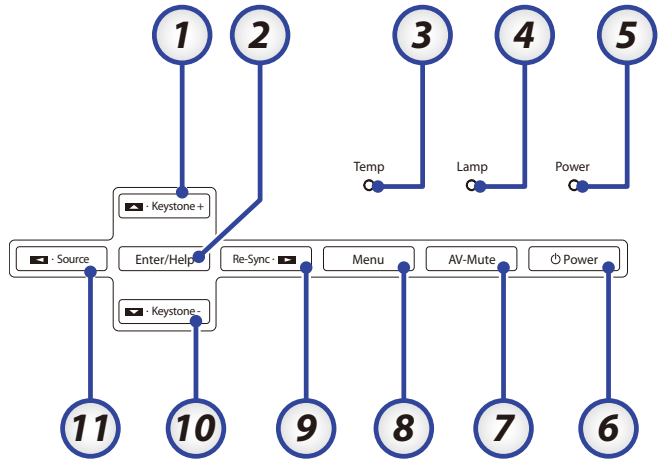 1 2 3 4 5
Temp Lamp Power
▲ · Keystone +
◄ · Source Enter/Help Re-Sync · ► Menu AV-Mute ⏻ Power
▼ · Keystone -
11 10 9 8 7 6